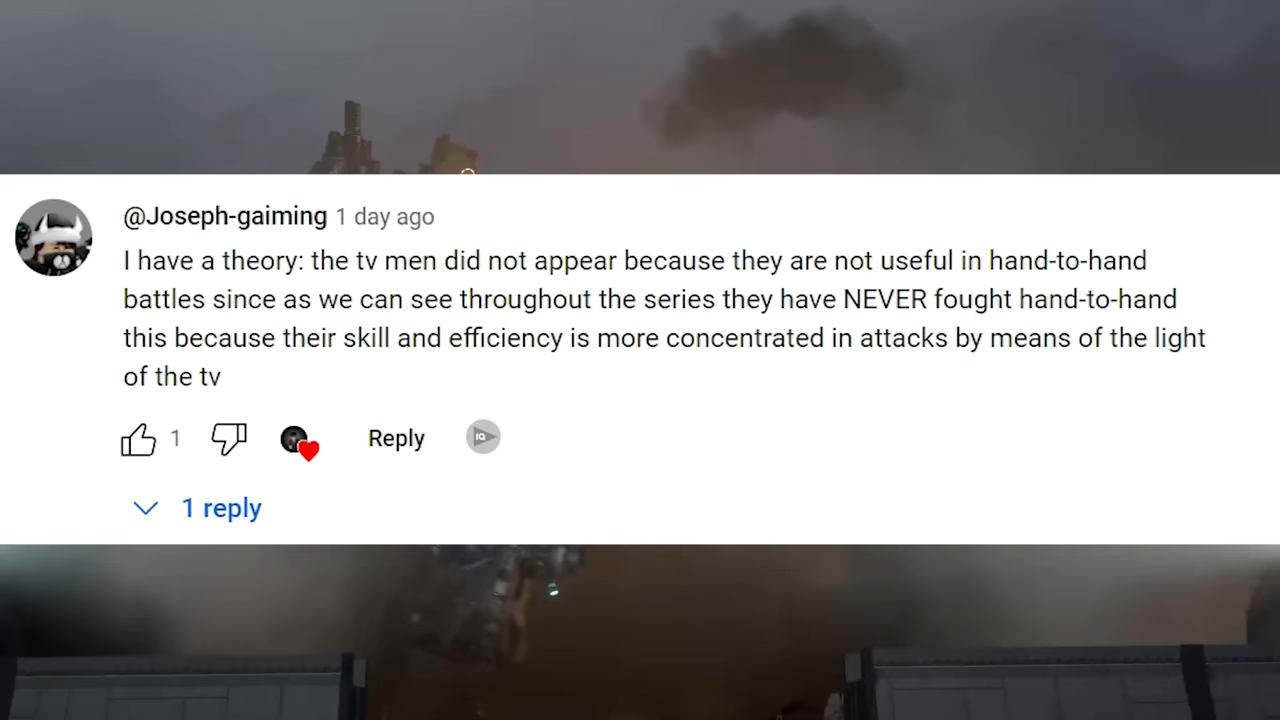 @Joseph-gaiming 1 day ago
I have a theory: the tv men did not appear because they are not useful in hand-to-hand
battles since as we can see throughout the series they have NEVER fought hand-to-hand
this because their skill and efficiency is more concentrated in attacks by means of the light
of the tv
1 Reply IQ
1 reply